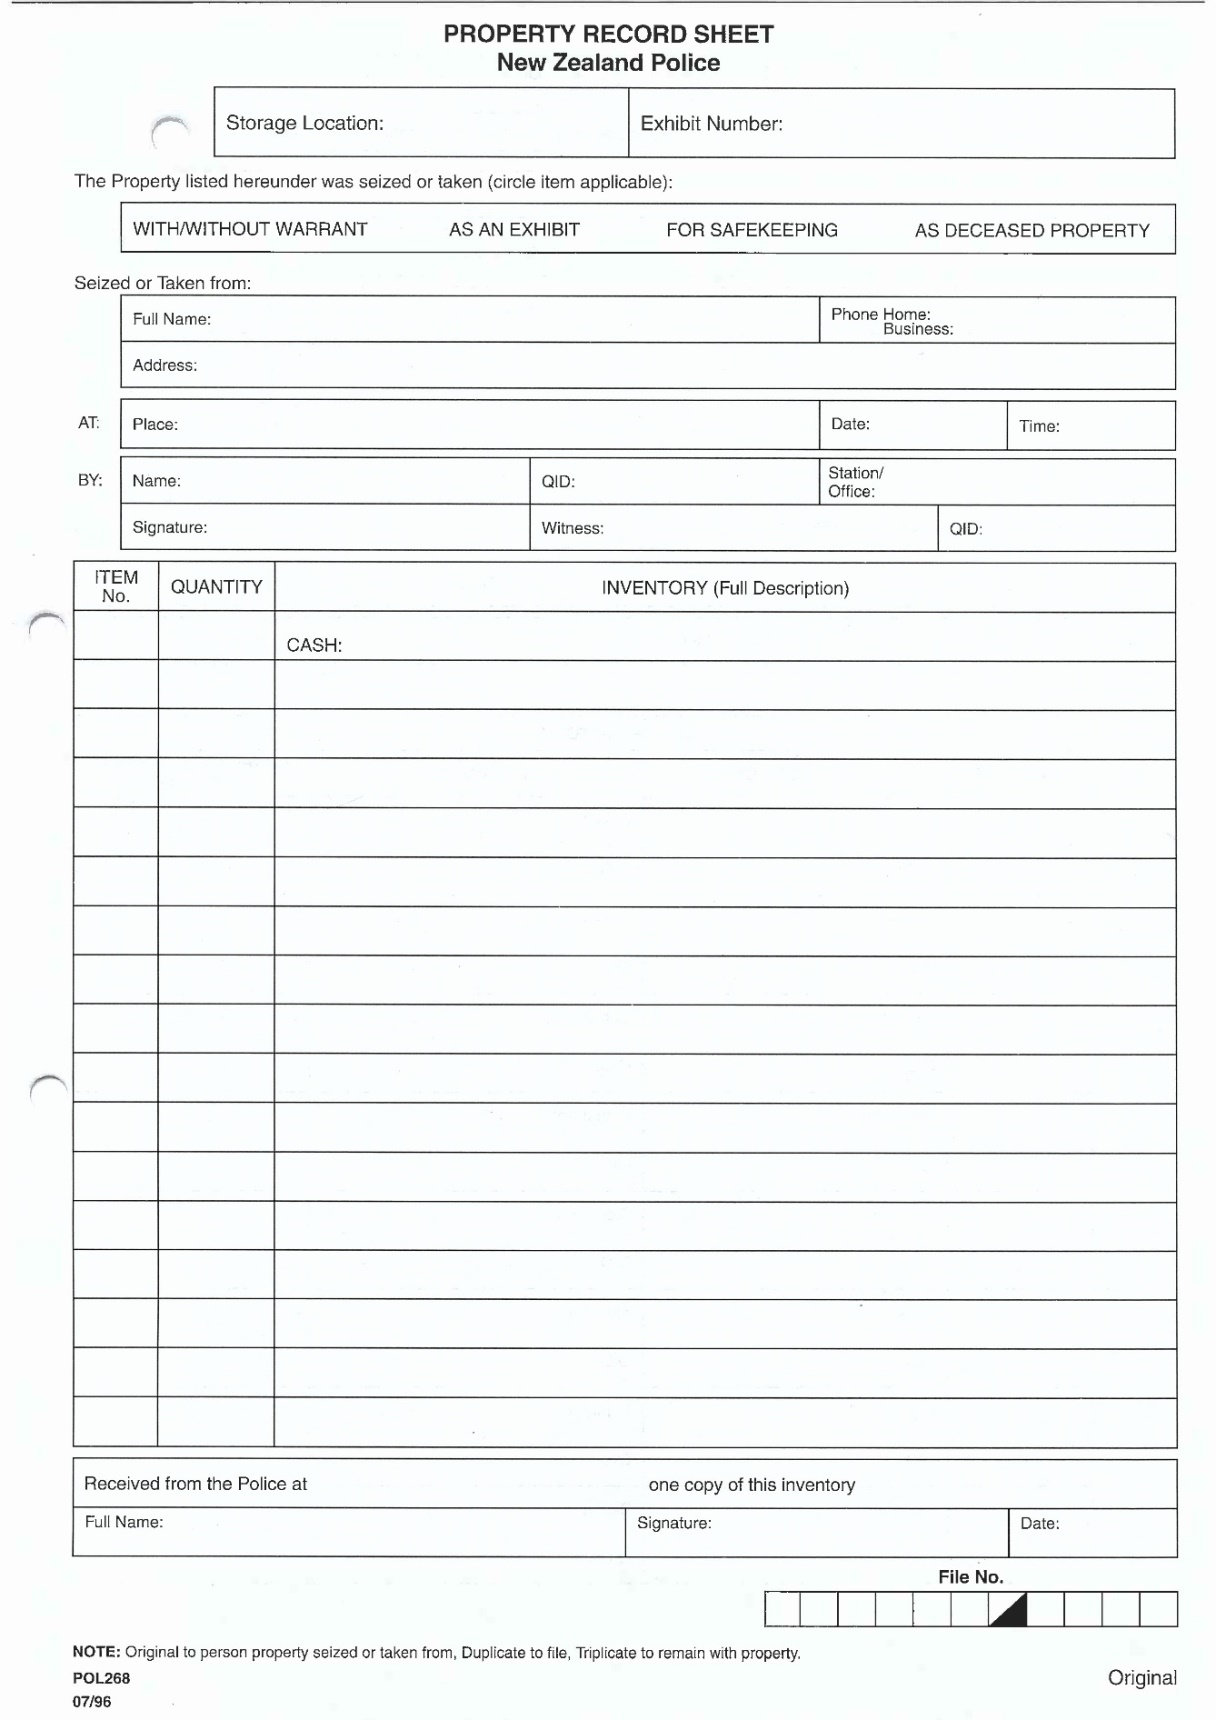 PROPERTY RECORD SHEET
New Zealand Police
Storage Location: Exhibit Number:
The Property listed hereunder was seized or taken (circle item applicable):
WITH/WITHOUT WARRANT AS AN EXHIBIT FOR SAFEKEEPING AS DECEASED PROPERTY
Seized or Taken from:
Full Name: Phone Home:
Business:
Address:
AT: Place: Date: Time:
BY: Name: QID: Station/
Office:
Signature: Witness: QID:
ITEM
No. QUANTITY INVENTORY (Full Description)
CASH:
Received from the Police at one copy of this inventory
Full Name: Signature: Date:
File No.
NOTE: Original to person property seized or taken from, Duplicate to file, Triplicate to remain with property.
POL268
Original
07/96